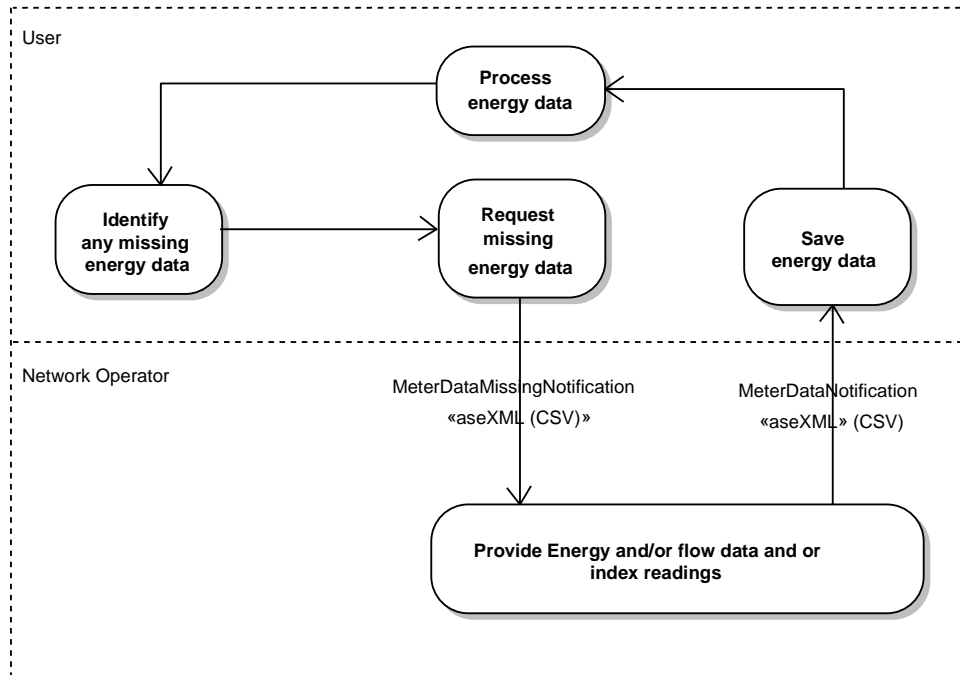 User
Process
energy data
Identify
any missing
energy data
Request
missing
energy data
Save
energy data
Network Operator
MeterDataMissingNotification
«aseXML (CSV)»
MeterDataNotification
«aseXML» (CSV)
Provide Energy and/or flow data and or
index readings